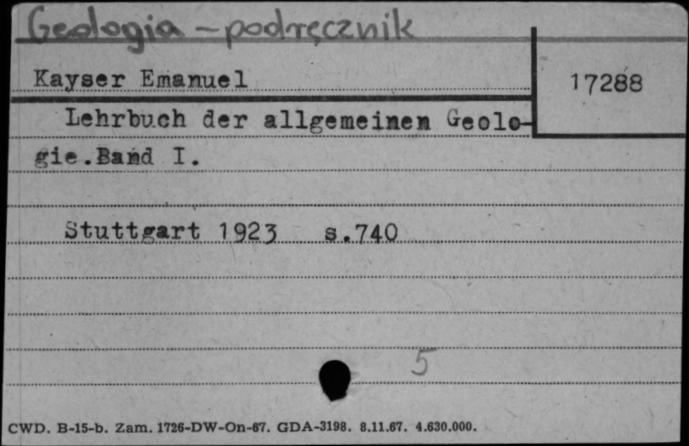 Geologia - podręcznik
Kayser Emanuel
17288
Lehrbuch der allgemeinen Geolo-
gie.Band I.
Stuttgart 1923 s.740
5
CWD. B-15-b. Zam. 1726-DW-On-67. GDA-3198. 8.11.67. 4.630.000.